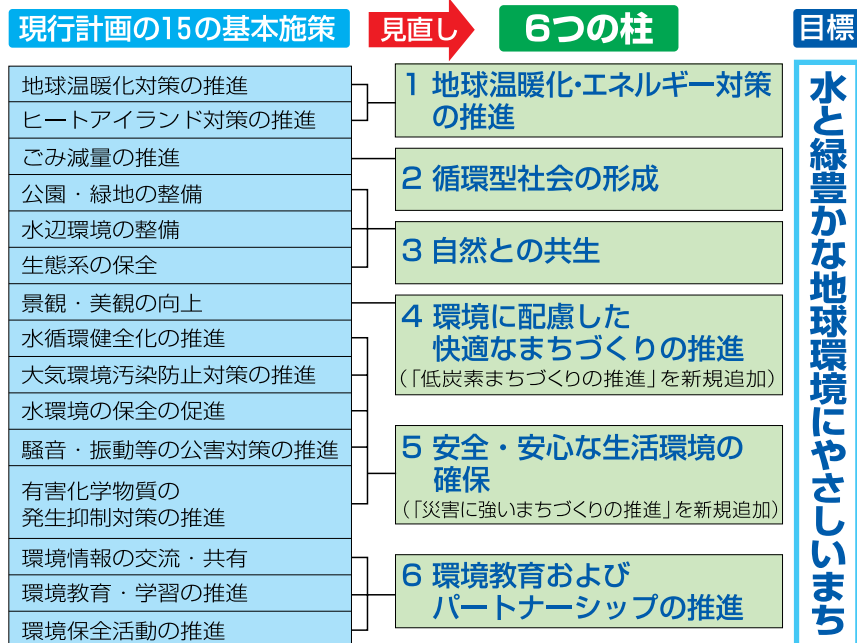 現行計画の15の基本施策
見直し
6つの柱
目標
地球温暖化対策の推進
ヒートアイランド対策の推進
ごみ減量の推進
公園・緑地の整備
水辺環境の整備
生態系の保全
景観・美観の向上
水循環健全化の推進
大気環境汚染防止対策の推進
水環境の保全の促進
騒音・振動等の公害対策の推進
有害化学物質の
発生抑制対策の推進
環境情報の交流・共有
環境教育・学習の推進
環境保全活動の推進
1 地球温暖化・エネルギー対策
の推進
2 循環型社会の形成
3 自然との共生
4 環境に配慮した
快適なまちづくりの推進
(「低炭素まちづくりの推進」を新規追加)
5 安全・安心な生活環境の
確保
(「災害に強いまちづくりの推進」を新規追加)
6 環境教育および
パートナーシップの推進
水と緑豊かな地球環境にやさしいまち